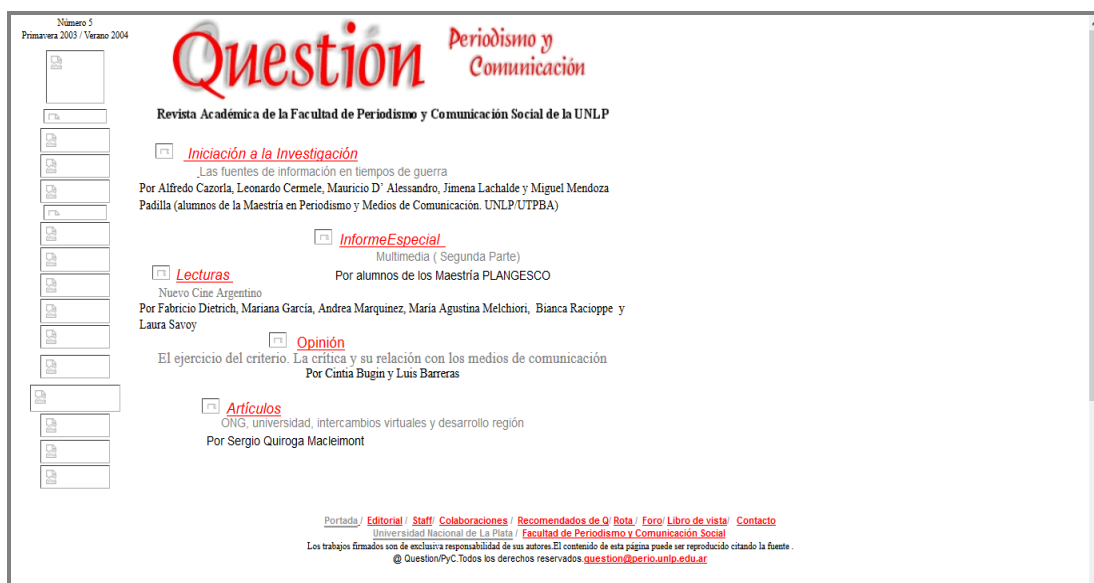 Número 5
Primavera 2003 / Verano 2004
Questión
Periodismo y
Comunicación
Revista Académica de la Facultad de Periodismo y Comunicación Social de la UNLP
Iniciación a la Investigación
Las fuentes de información en tiempos de guerra
Por Alfredo Cazorla, Leonardo Cermele, Mauricio D’ Alessandro, Jimena Lachalde y Miguel Mendoza
Padilla (alumnos de la Maestría en Periodismo y Medios de Comunicación. UNLP/UTPBA)
InformeEspecial
Multimedia ( Segunda Parte)
Por alumnos de los Maestría PLANGESCO
Lecturas
Nuevo Cine Argentino
Por Fabricio Dietrich, Mariana García, Andrea Marquinez, María Agustina Melchiori, Bianca Racioppe y
Laura Savoy
Opinión
El ejercicio del criterio. La crítica y su relación con los medios de comunicación
Por Cintia Bugin y Luis Barreras
Artículos
ONG, universidad, intercambios virtuales y desarrollo región
Por Sergio Quiroga Macleimont
Portada / Editorial / Staff/ Colaboraciones / Recomendados de Q/ Rota / Foro/ Libro de vista/ Contacto
Universidad Nacional de La Plata / Facultad de Periodismo y Comunicación Social
Los trabajos firmados son de exclusiva responsabilidad de sus autores.El contenido de esta página puede ser reproducido citando la fuente .
@ Question/PyC.Todos los derechos reservados.question@perio.unlp.edu.ar